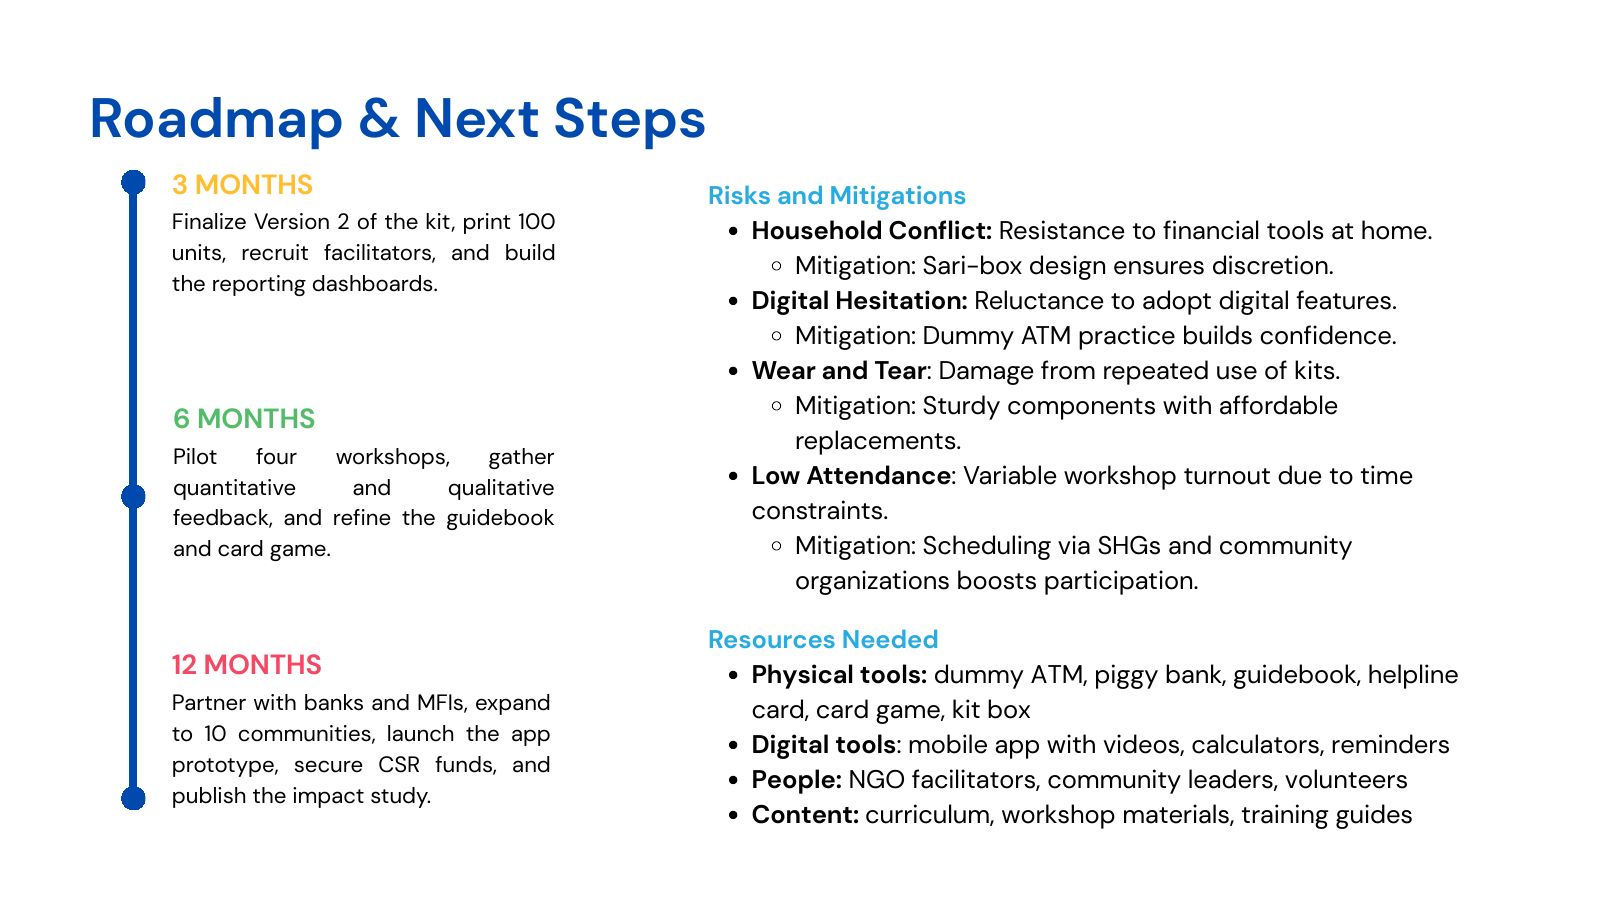 Roadmap & Next Steps
3 MONTHS
Finalize Version 2 of the kit, print 100
units, recruit facilitators, and build
the reporting dashboards.
6 MONTHS
Pilot four workshops, gather
quantitative and qualitative
feedback, and refine the guidebook
and card game.
12 MONTHS
Partner with banks and MFIs, expand
to 10 communities, launch the app
prototype, secure CSR funds, and
publish the impact study.
Risks and Mitigations
• Household Conflict: Resistance to financial tools at home.
◦ Mitigation: Sari-box design ensures discretion.
• Digital Hesitation: Reluctance to adopt digital features.
◦ Mitigation: Dummy ATM practice builds confidence.
• Wear and Tear: Damage from repeated use of kits.
◦ Mitigation: Sturdy components with affordable
replacements.
• Low Attendance: Variable workshop turnout due to time
constraints.
◦ Mitigation: Scheduling via SHGs and community
organizations boosts participation.
Resources Needed
• Physical tools: dummy ATM, piggy bank, guidebook, helpline
card, card game, kit box
• Digital tools: mobile app with videos, calculators, reminders
• People: NGO facilitators, community leaders, volunteers
• Content: curriculum, workshop materials, training guides